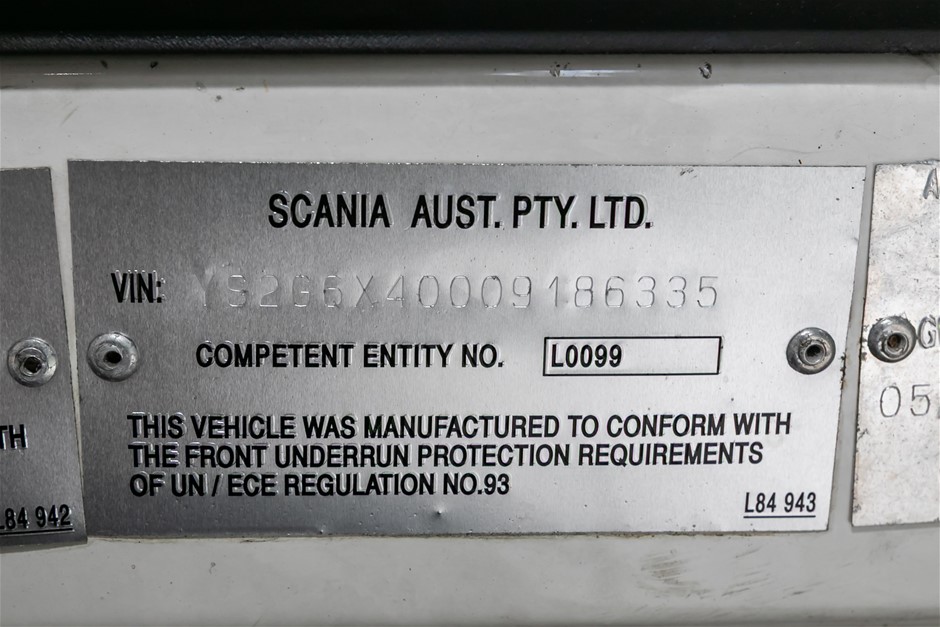 SCANIA AUST. PTY. LTD.
VIN: YS2G6X40009186335
COMPETENT ENTITY NO. L0099
THIS VEHICLE WAS MANUFACTURED TO CONFORM WITH
THE FRONT UNDERRUN PROTECTION REQUIREMENTS
OF UN / ECE REGULATION NO.93
L84 943
TH
L84 942
A
05